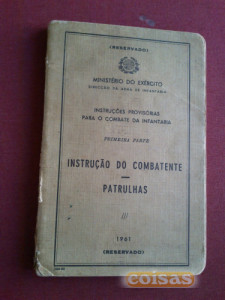 (RESERVADO)
MINISTÉRIO DO EXÉRCITO
DIRECÇÃO DA ARMA DE INFANTARIA
INSTRUÇÕES PROVISÓRIAS
PARA O COMBATE DA INFANTARIA
PRIMEIRA PARTE
INSTRUÇÃO DO COMBATENTE
PATRULHAS
III
1961
(RESERVADO)
coisas